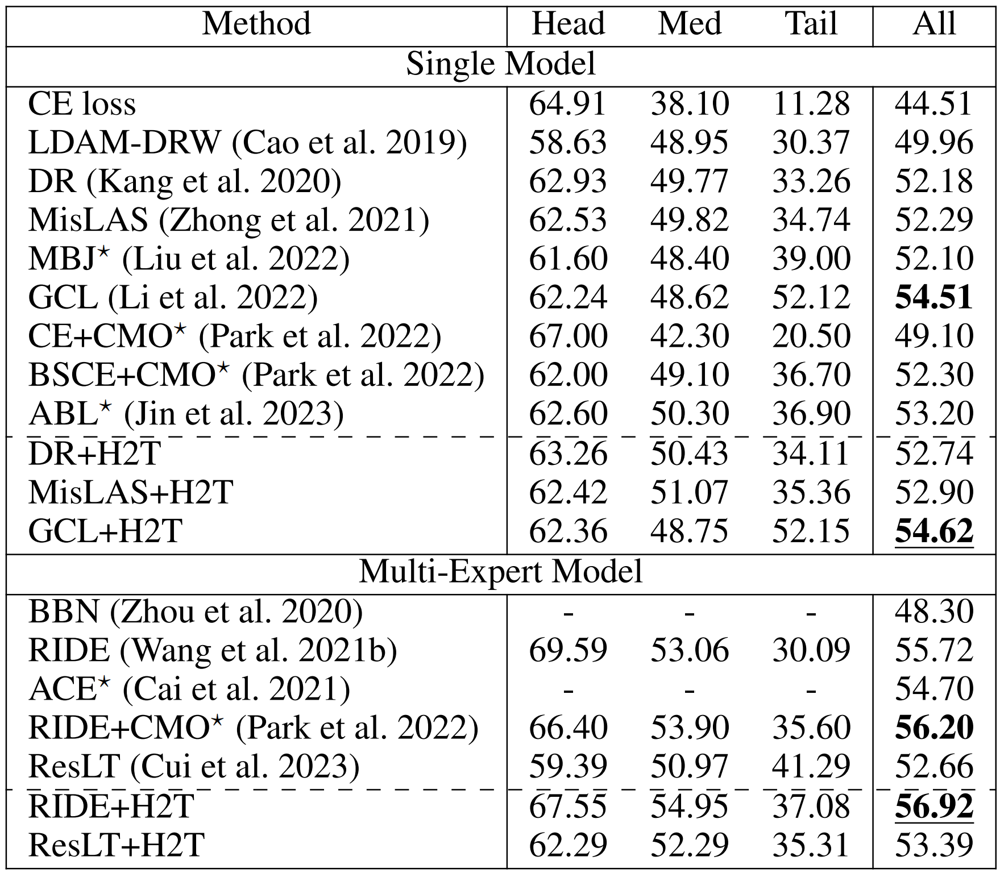 Method Head Med Tail All
Single Model
CE loss 64.91 38.10 11.28 44.51
LDAM-DRW (Cao et al. 2019) 58.63 48.95 30.37 49.96
DR (Kang et al. 2020) 62.93 49.77 33.26 52.18
MisLAS (Zhong et al. 2021) 62.53 49.82 34.74 52.29
MBJ⋆ (Liu et al. 2022) 61.60 48.40 39.00 52.10
GCL (Li et al. 2022) 62.24 48.62 52.12 54.51
CE+CMO⋆ (Park et al. 2022) 67.00 42.30 20.50 49.10
BSCE+CMO⋆ (Park et al. 2022) 62.00 49.10 36.70 52.30
ABL⋆ (Jin et al. 2023) 62.60 50.30 36.90 53.20
DR+H2T 63.26 50.43 34.11 52.74
MisLAS+H2T 62.42 51.07 35.36 52.90
GCL+H2T 62.36 48.75 52.15 54.62
Multi-Expert Model
BBN (Zhou et al. 2020) - - - 48.30
RIDE (Wang et al. 2021b) 69.59 53.06 30.09 55.72
ACE⋆ (Cai et al. 2021) - - - 54.70
RIDE+CMO⋆ (Park et al. 2022) 66.40 53.90 35.60 56.20
ResLT (Cui et al. 2023) 59.39 50.97 41.29 52.66
RIDE+H2T 67.55 54.95 37.08 56.92
ResLT+H2T 62.29 52.29 35.31 53.39